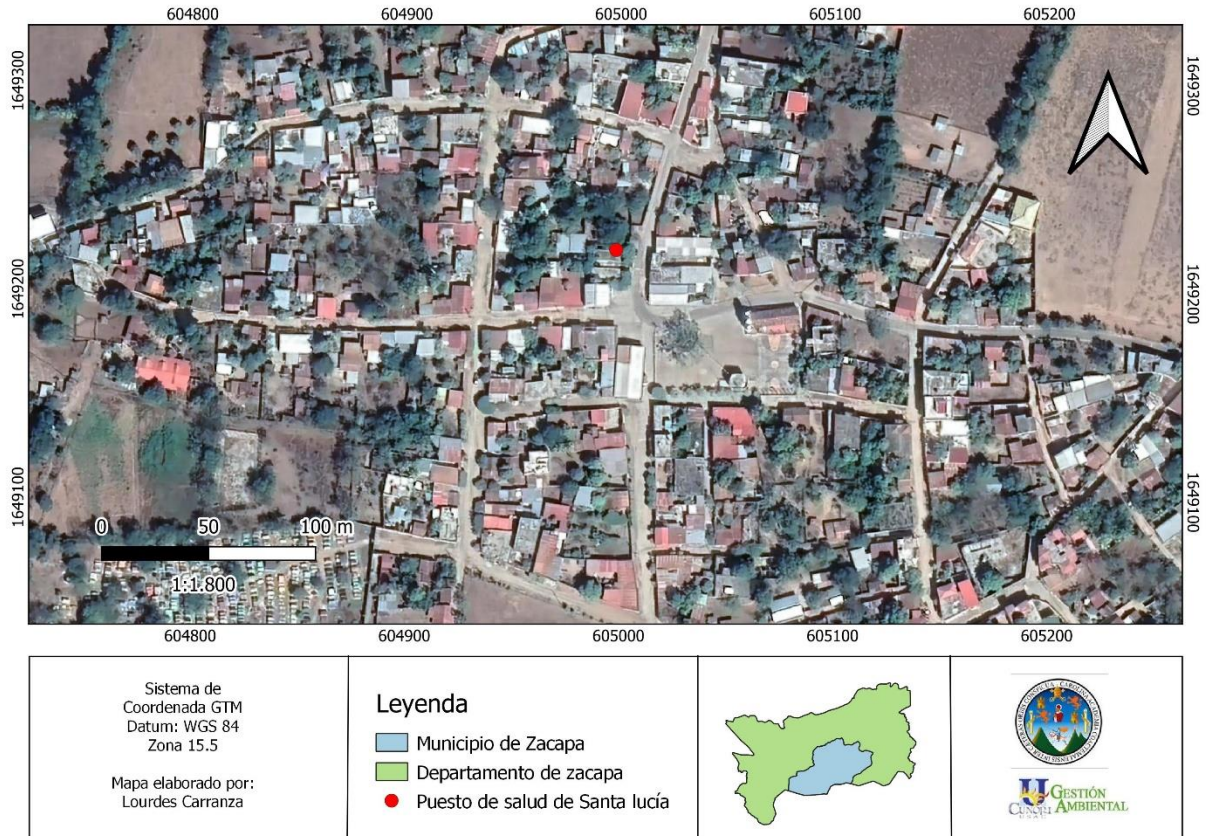 604800
604900
605000
605100
605200
1649300
1649300
1649200
1649200
1649100
1649100
0
50
100 m
1:1.800
604800
604900
605000
605100
605200
Sistema de
Coordenada GTM
Datum: WGS 84
Zona 15.5
Mapa elaborado por:
Lourdes Carranza
Leyenda
Municipio de Zacapa
Departamento de zacapa
Puesto de salud de Santa lucía
CUNORI
USAC
GESTIÓN
AMBIENTAL